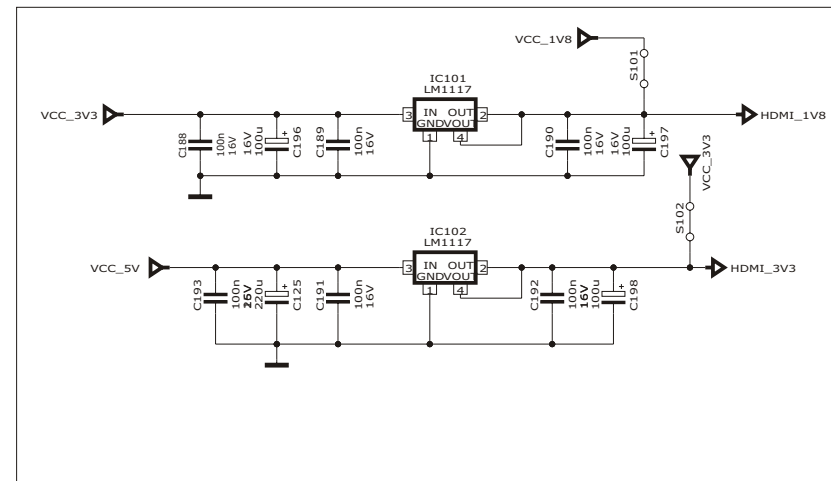 VCC_1V8
S101
IC101
LM1117
VCC_3V3
3 IN OUT 2
GNDVOUT
1 4
HDMI_1V8
C188
100n
16V
16V
100u
+
C196
C189
100n
16V
C190
100n
16V
16V
100u
+
C197
VCC_3V3
S102
IC102
LM1117
VCC_5V
3 IN OUT 2
GNDVOUT
1 4
HDMI_3V3
C193
100n
220u
+
C125
C191
100n
16V
C192
100n
16V
100u
+
C198